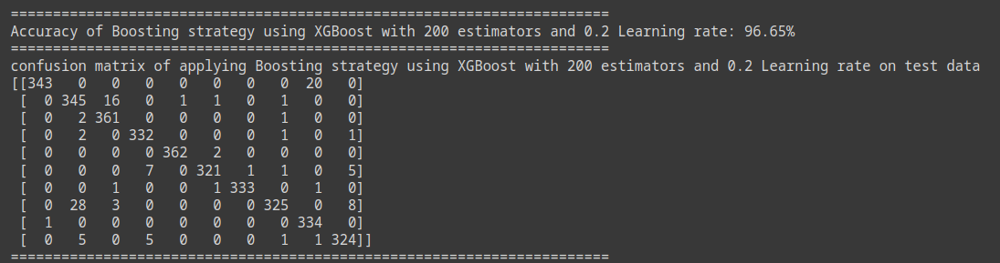 =======================================================================
Accuracy of Boosting strategy using XGBoost with 200 estimators and 0.2 Learning rate: 96.65%
=======================================================================
confusion matrix of applying Boosting strategy using XGBoost with 200 estimators and 0.2 Learning rate on test data
[[343   0   0   0   0   0   0   0  20   0]
 [  0 345  16   0   1   1   0   1   0   0]
 [  0   2 361   0   0   0   0   1   0   0]
 [  0   2   0 332   0   0   0   1   0   1]
 [  0   0   0   0 362   2   0   0   0   0]
 [  0   0   0   7   0 321   1   1   0   5]
 [  0   0   1   0   0   1 333   0   1   0]
 [  0  28   3   0   0   0   0 325   0   8]
 [  1   0   0   0   0   0   0   0 334   0]
 [  0   5   0   5   0   0   0   1   1 324]]
=======================================================================